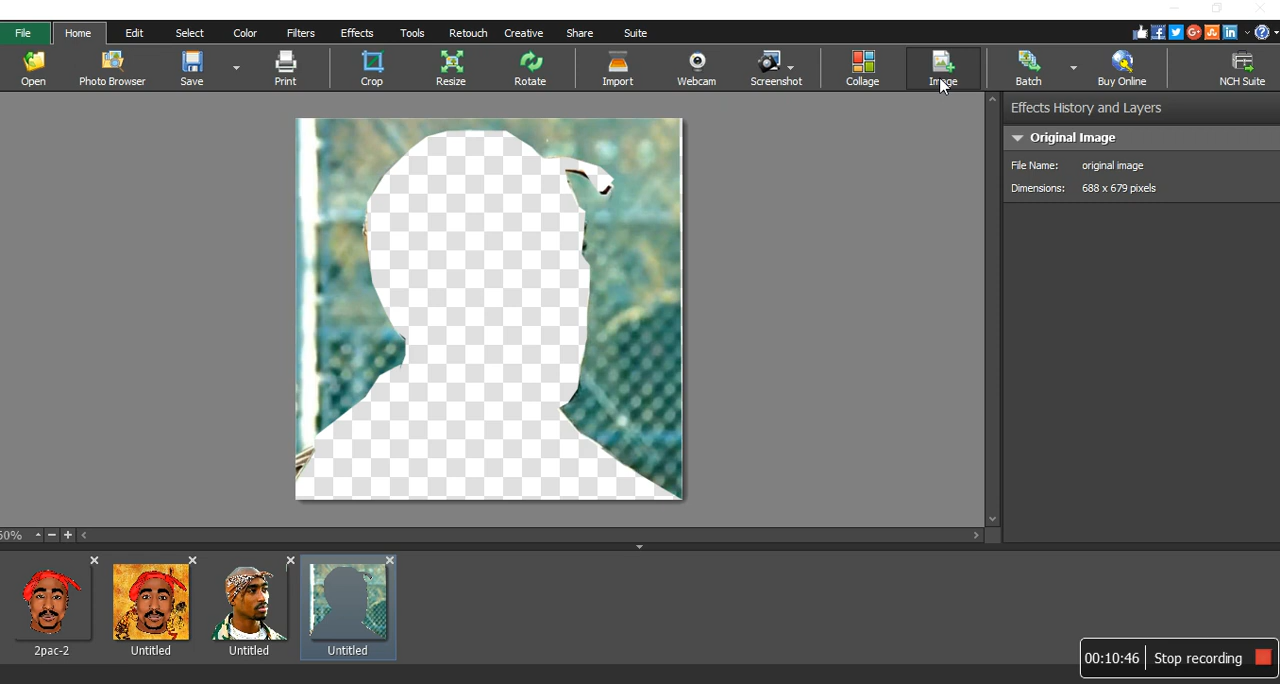 File Home Edit Select Color Filters Effects Tools Retouch Creative Share Suite
Open Photo Browser Save Print Crop Resize Rotate Import Webcam Screenshot Collage Image Batch Buy Online NCH Suite
Effects History and Layers
Original Image
File Name: original image
Dimensions: 688 x 679 pixels
2pac-2 Untitled Untitled Untitled
00:10:46 Stop recording